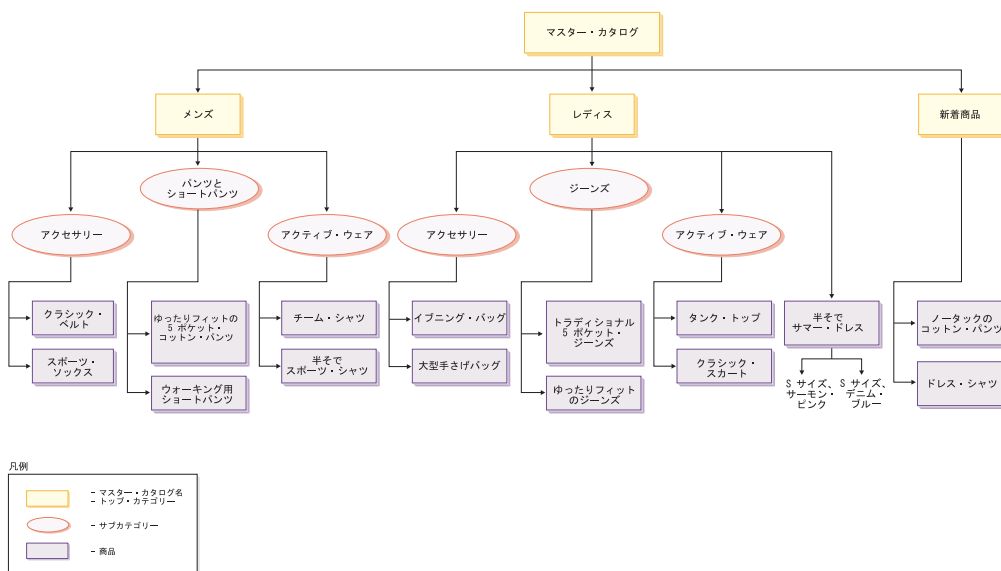 マスター・カタログ
メンズ
レディス
新着商品
パンツと
ショートパンツ
ジーンズ
アクセサリー
アクティブ・ウェア
アクセサリー
アクティブ・ウェア
クラシック・
ベルト
スポーツ・
ソックス
ゆったりフィットの
5 ポケット・
コットン・パンツ
ウォーキング用
ショートパンツ
チーム・シャツ
半そで
スポーツ・シャツ
イブニング・バッグ
大型手さげバッグ
トラディショナル
5 ポケット・
ジーンズ
ゆったりフィット
のジーンズ
タンク・トップ
クラシック・
スカート
半そで
サマー・ドレス
S サイズ、
サーモン・
ピンク
S サイズ、
デニム・
ブルー
ノータックの
コットン・パンツ
ドレス・シャツ
凡例
- マスター・カタログ名
- トップ・カテゴリー
- サブカテゴリー
- 商品